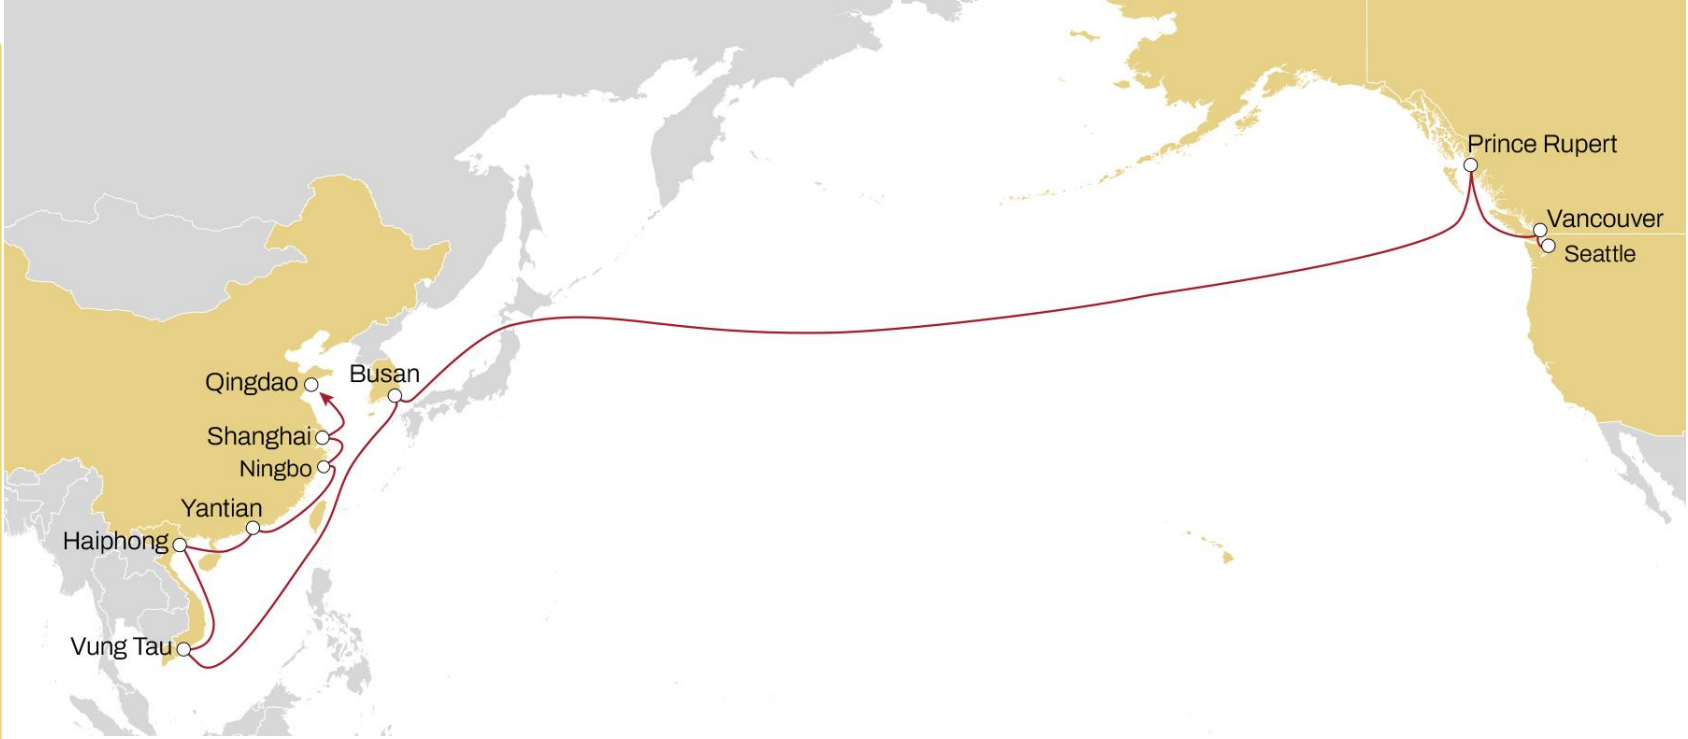 Prince Rupert
Vancouver
Seattle
Busan
Qingdao
Shanghai
Ningbo
Yantian
Haiphong
Vung Tau